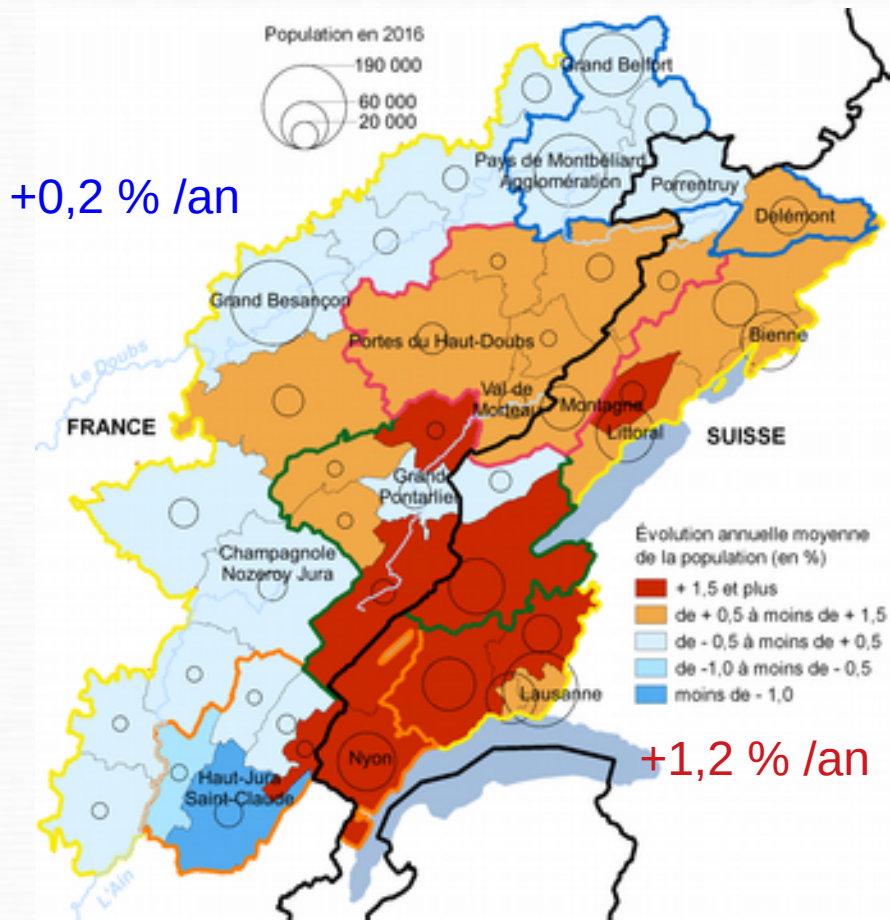 Population en 2016
190 000
60 000
20 000
Grand Belfort
+0,2 % /an
Pays de Montbéliard
Agglomération
Porrentruy
Délémont
Grand Besançon
Le Doubs
Portes du Haut-Doubs
Bienne
Val de
Morteau
Montagne
FRANCE
Littoral
SUISSE
Grand
Pontarlier
Champagnole
Nozeroy Jura
Évolution annuelle moyenne
de la population (en %)
+ 1,5 et plus
de + 0,5 à moins de + 1,5
de - 0,5 à moins de + 0,5
de -1,0 à moins de - 0,5
moins de - 1,0
Lausanne
Nyon
+1,2 % /an
Haut-Jura
Saint-Claude
L'Ain